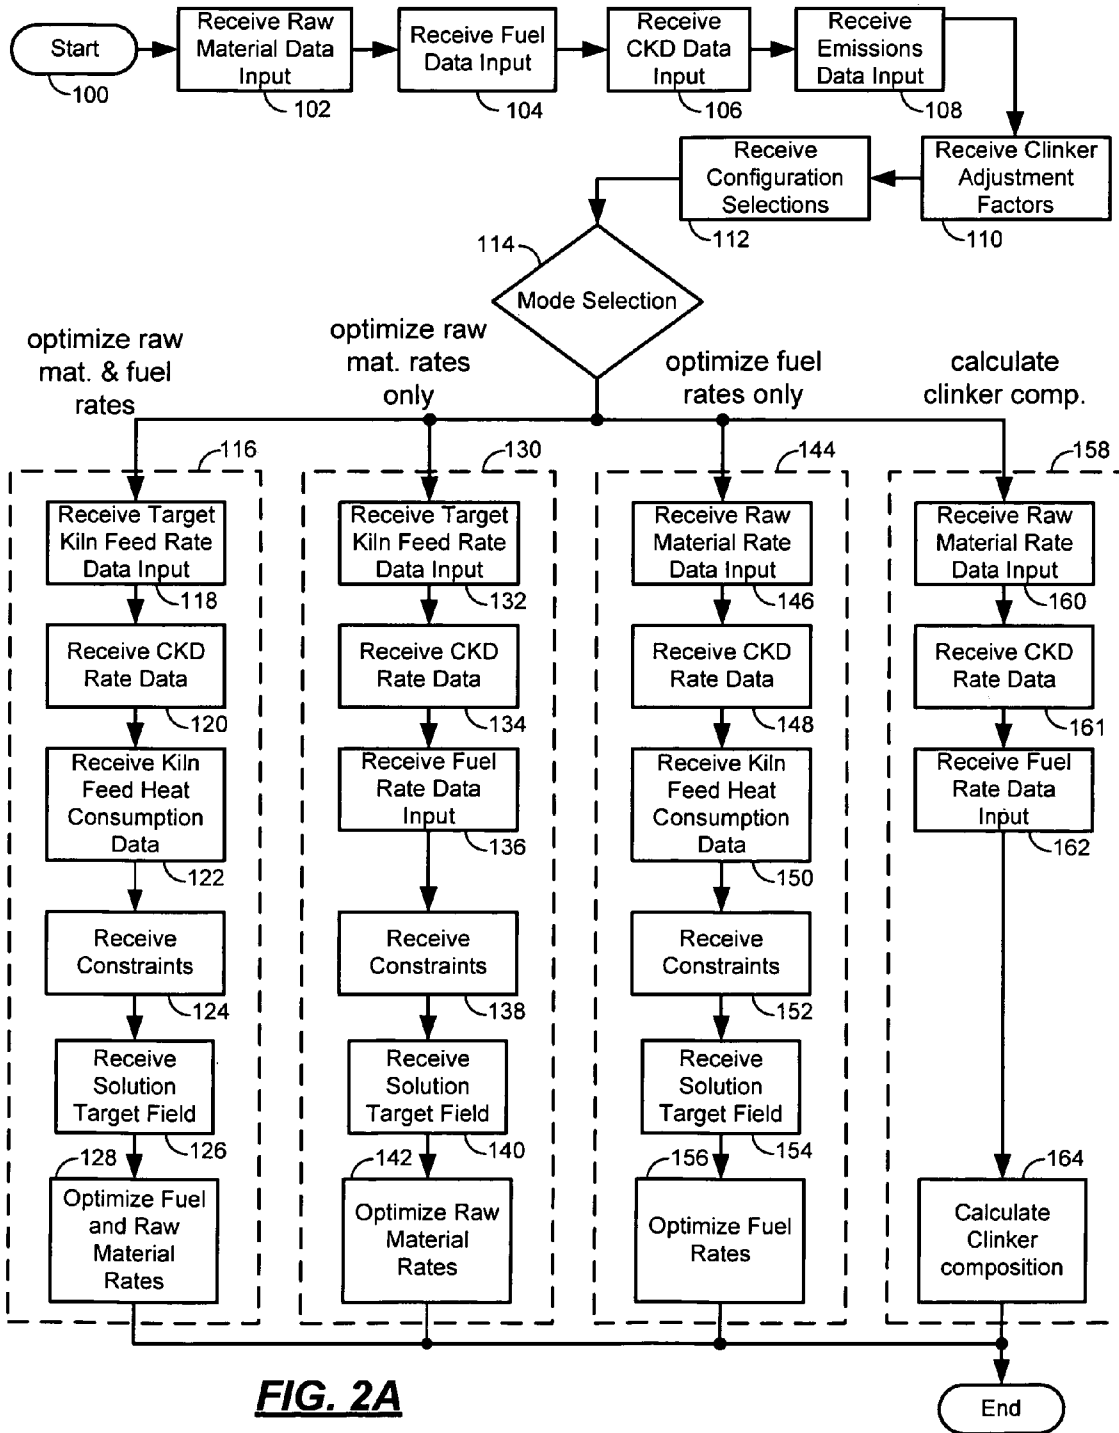 Start
100
Receive Raw
Material Data
Input
102
Receive Fuel
Data Input
104
Receive
CKD Data
Input
106
Receive
Emissions
Data Input
108
Receive Clinker
Adjustment
Factors
110
Receive
Configuration
Selections
112
114
Mode Selection
optimize raw
mat. & fuel
rates
optimize raw
mat. rates
only
optimize fuel
rates only
calculate
clinker comp.
116
Receive Target
Kiln Feed Rate
Data Input
118
Receive CKD
Rate Data
120
Receive Kiln
Feed Heat
Consumption
Data
122
Receive
Constraints
124
Receive
Solution
Target Field
126
128
Optimize Fuel
and Raw
Material
Rates
130
Receive Target
Kiln Feed Rate
Data Input
132
Receive CKD
Rate Data
134
Receive Fuel
Rate Data
Input
136
Receive
Constraints
138
Receive
Solution
Target Field
140
142
Optimize Raw
Material
Rates
144
Receive Raw
Material Rate
Data Input
146
Receive CKD
Rate Data
148
Receive Kiln
Feed Heat
Consumption
Data
150
Receive
Constraints
152
Receive
Solution
Target Field
154
156
Optimize Fuel
Rates
158
Receive Raw
Material Rate
Data Input
160
Receive CKD
Rate Data
161
Receive Fuel
Rate Data
Input
162
164
Calculate
Clinker
composition
End
FIG. 2A